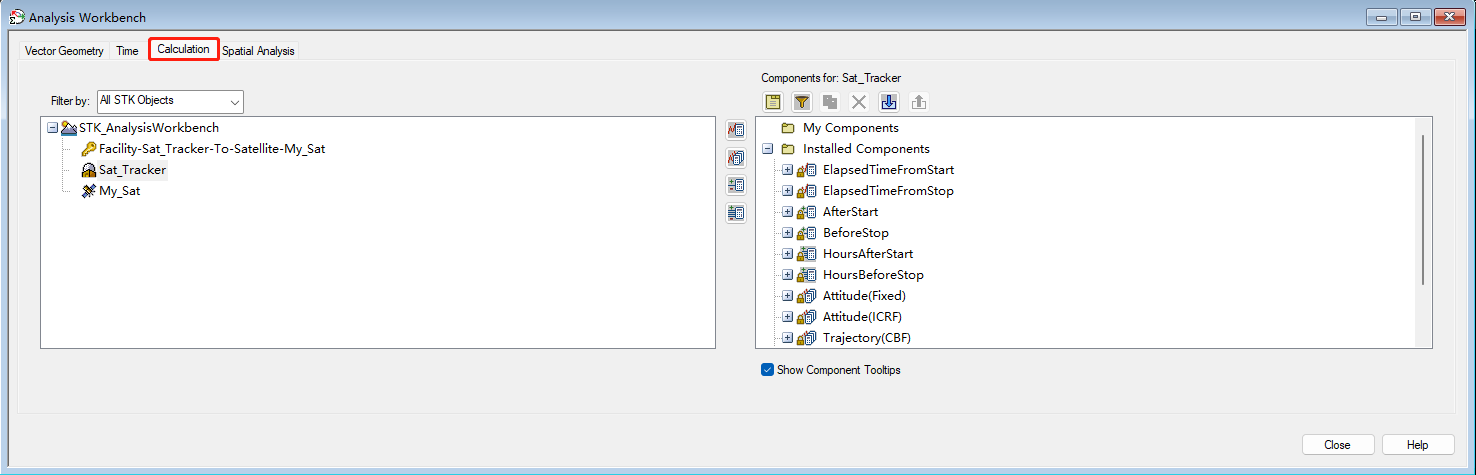 Analysis Workbench
Vector Geometry Time Calculation Spatial Analysis
Components for: Sat_Tracker
Filter by: All STK Objects
STK_AnalysisWorkbench
Facility-Sat_Tracker-To-Satellite-My_Sat
Sat_Tracker
My_Sat
My Components
Installed Components
ElapsedTimeFromStart
ElapsedTimeFromStop
AfterStart
BeforeStop
HoursAfterStart
HoursBeforeStop
Attitude(Fixed)
Attitude(ICRF)
Trajectory(CBF)
Show Component Tooltips
Close Help